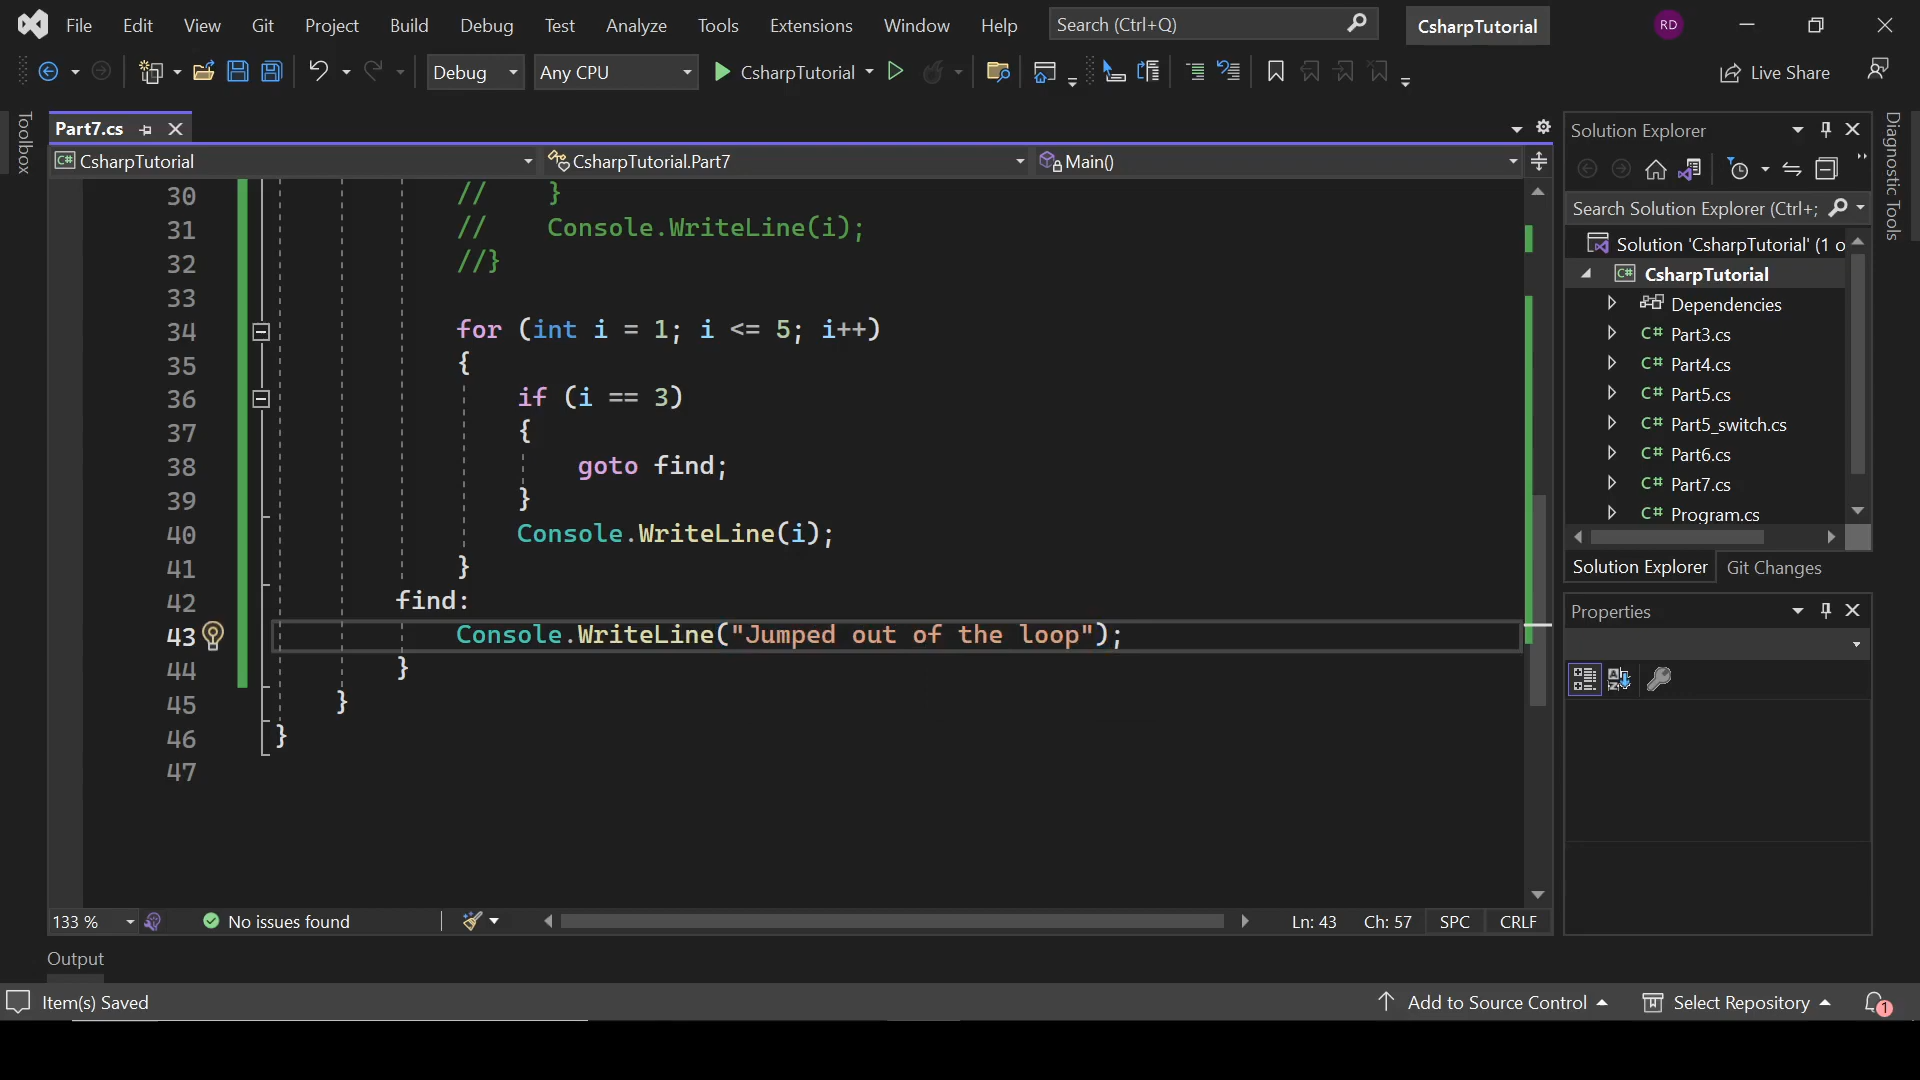 File Edit View Git Project Build Debug Test Analyze Tools Extensions Window Help Search (Ctrl+Q) CsharpTutorial RD
Debug Any CPU CsharpTutorial Live Share
Toolbox
Part7.cs
CsharpTutorial CsharpTutorial.Part7 Main()
30 // }
31 // Console.WriteLine(i);
32 //}
33
34 for (int i = 1; i <= 5; i++)
35 {
36 if (i == 3)
37 {
38 goto find;
39 }
40 Console.WriteLine(i);
41 }
42 find:
43 Console.WriteLine("Jumped out of the loop");
44 }
45 }
46 }
47
133 % No issues found Ln: 43 Ch: 57 SPC CRLF
Output
Solution Explorer
Search Solution Explorer (Ctrl+;
Solution 'CsharpTutorial' (1 o
C# CsharpTutorial
Dependencies
C# Part3.cs
C# Part4.cs
C# Part5.cs
C# Part5_switch.cs
C# Part6.cs
C# Part7.cs
C# Program.cs
Solution Explorer Git Changes
Properties
Diagnostic Tools
Item(s) Saved Add to Source Control Select Repository 1